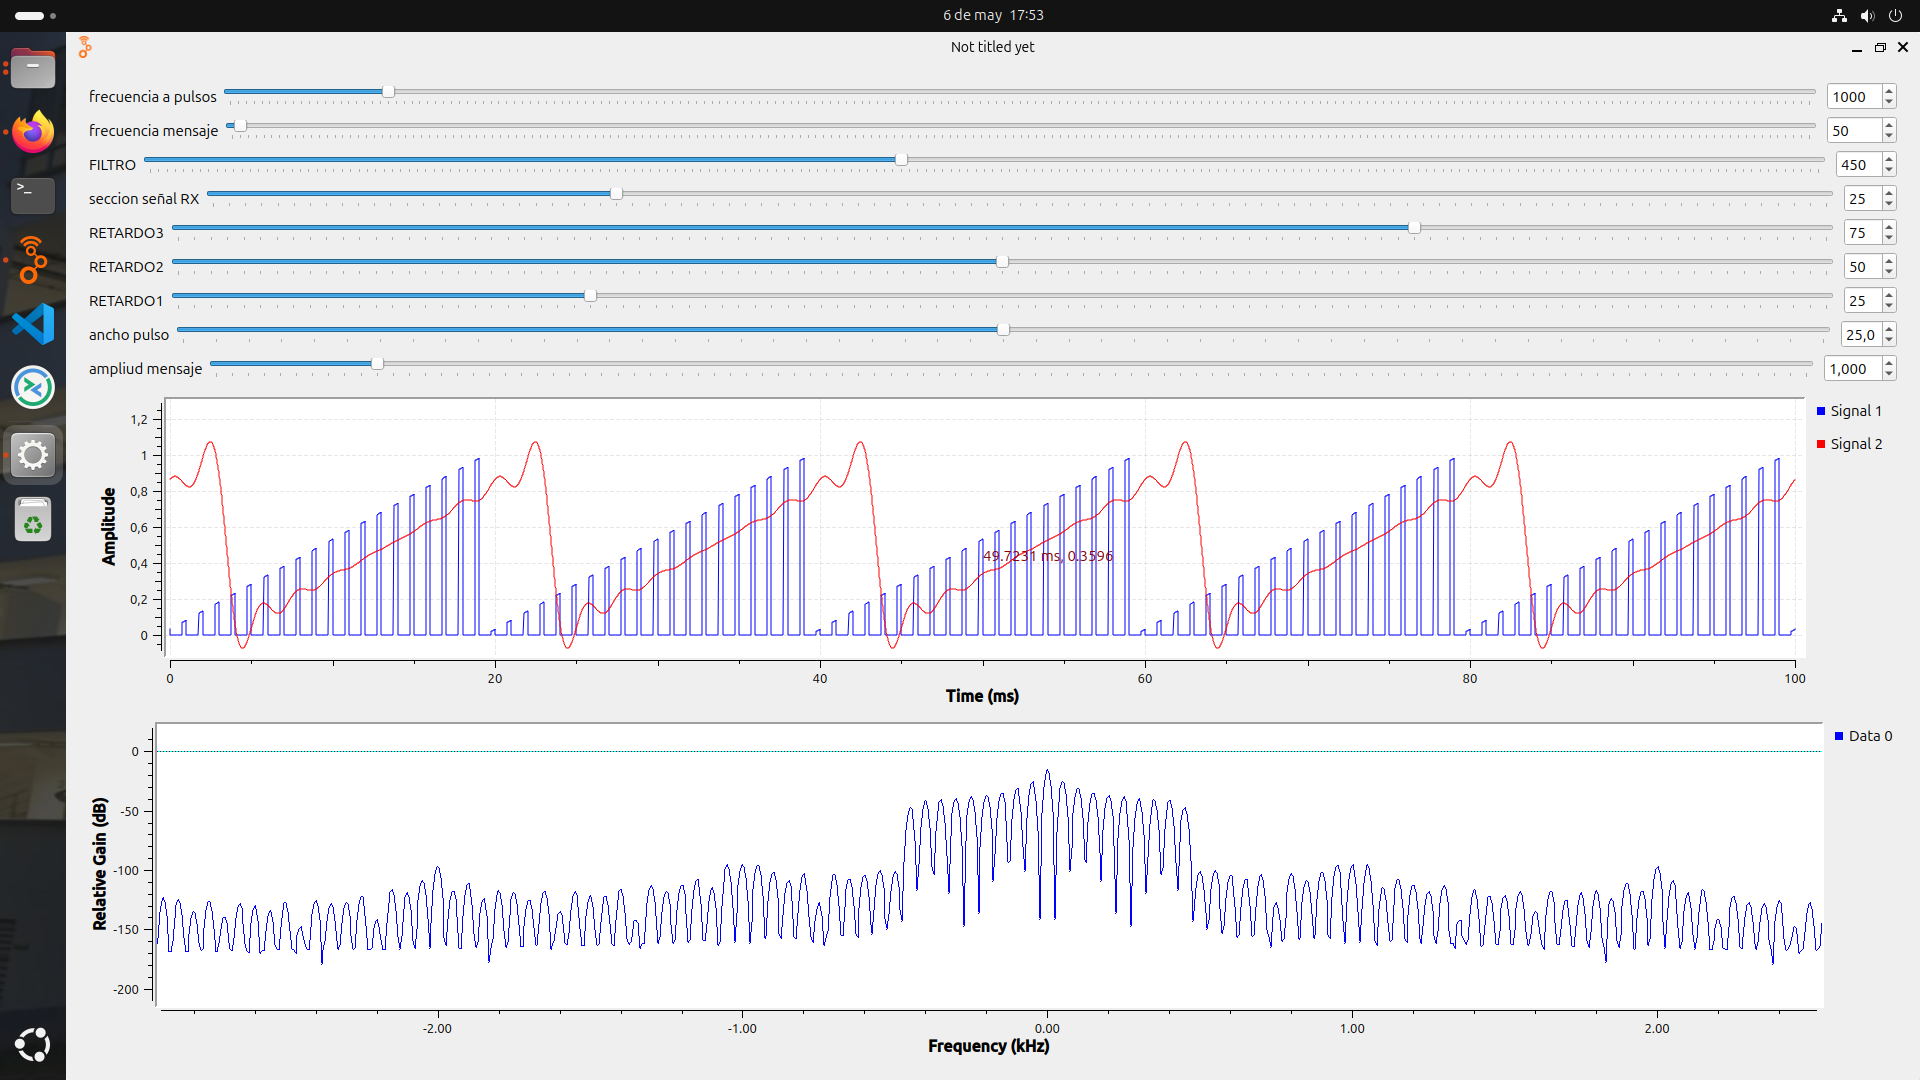 6 de may 17:53
Not titled yet
frecuencia a pulsos 1000
frecuencia mensaje 50
FILTRO 450
seccion señal RX 25
RETARDO3 75
RETARDO2 50
RETARDO1 25
ancho pulso 25,0
ampliud mensaje 1,000
Signal 1
Signal 2
Amplitude
1,2
1
0,8
0,6
0,4
0,2
0
49.7231 ms, 0.3596
0 20 40 60 80 100
Time (ms)
Data 0
Relative Gain (dB)
0
-50
-100
-150
-200
-2.00 -1.00 0.00 1.00 2.00
Frequency (kHz)